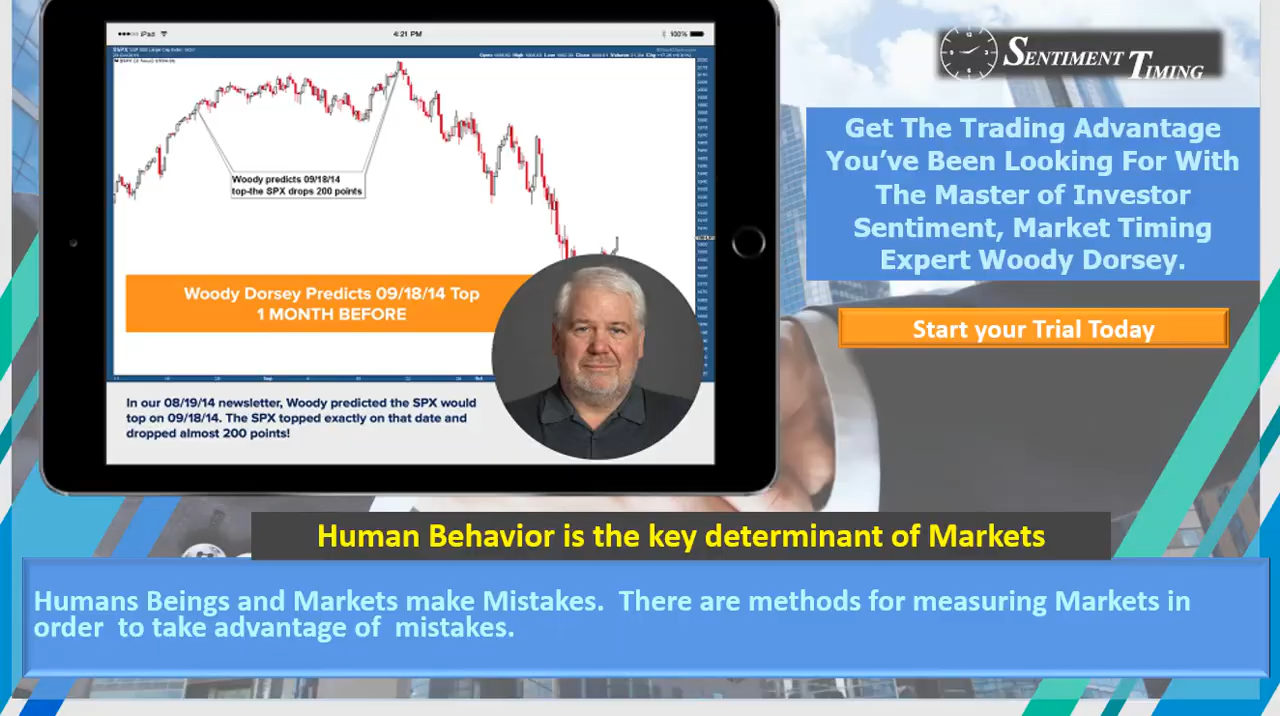 iPad
4:21 PM
100%
Woody predicts 09/18/14
top-the SPX drops 200 points
Woody Dorsey Predicts 09/18/14 Top
1 MONTH BEFORE
In our 08/19/14 newsletter, Woody predicted the SPX would
top on 09/18/14. The SPX topped exactly on that date and
dropped almost 200 points!
SENTIMENT TIMING
Get The Trading Advantage
You’ve Been Looking For With
The Master of Investor
Sentiment, Market Timing
Expert Woody Dorsey.
Start your Trial Today
Human Behavior is the key determinant of Markets
Humans Beings and Markets make Mistakes.  There are methods for measuring Markets in
order  to take advantage of  mistakes.